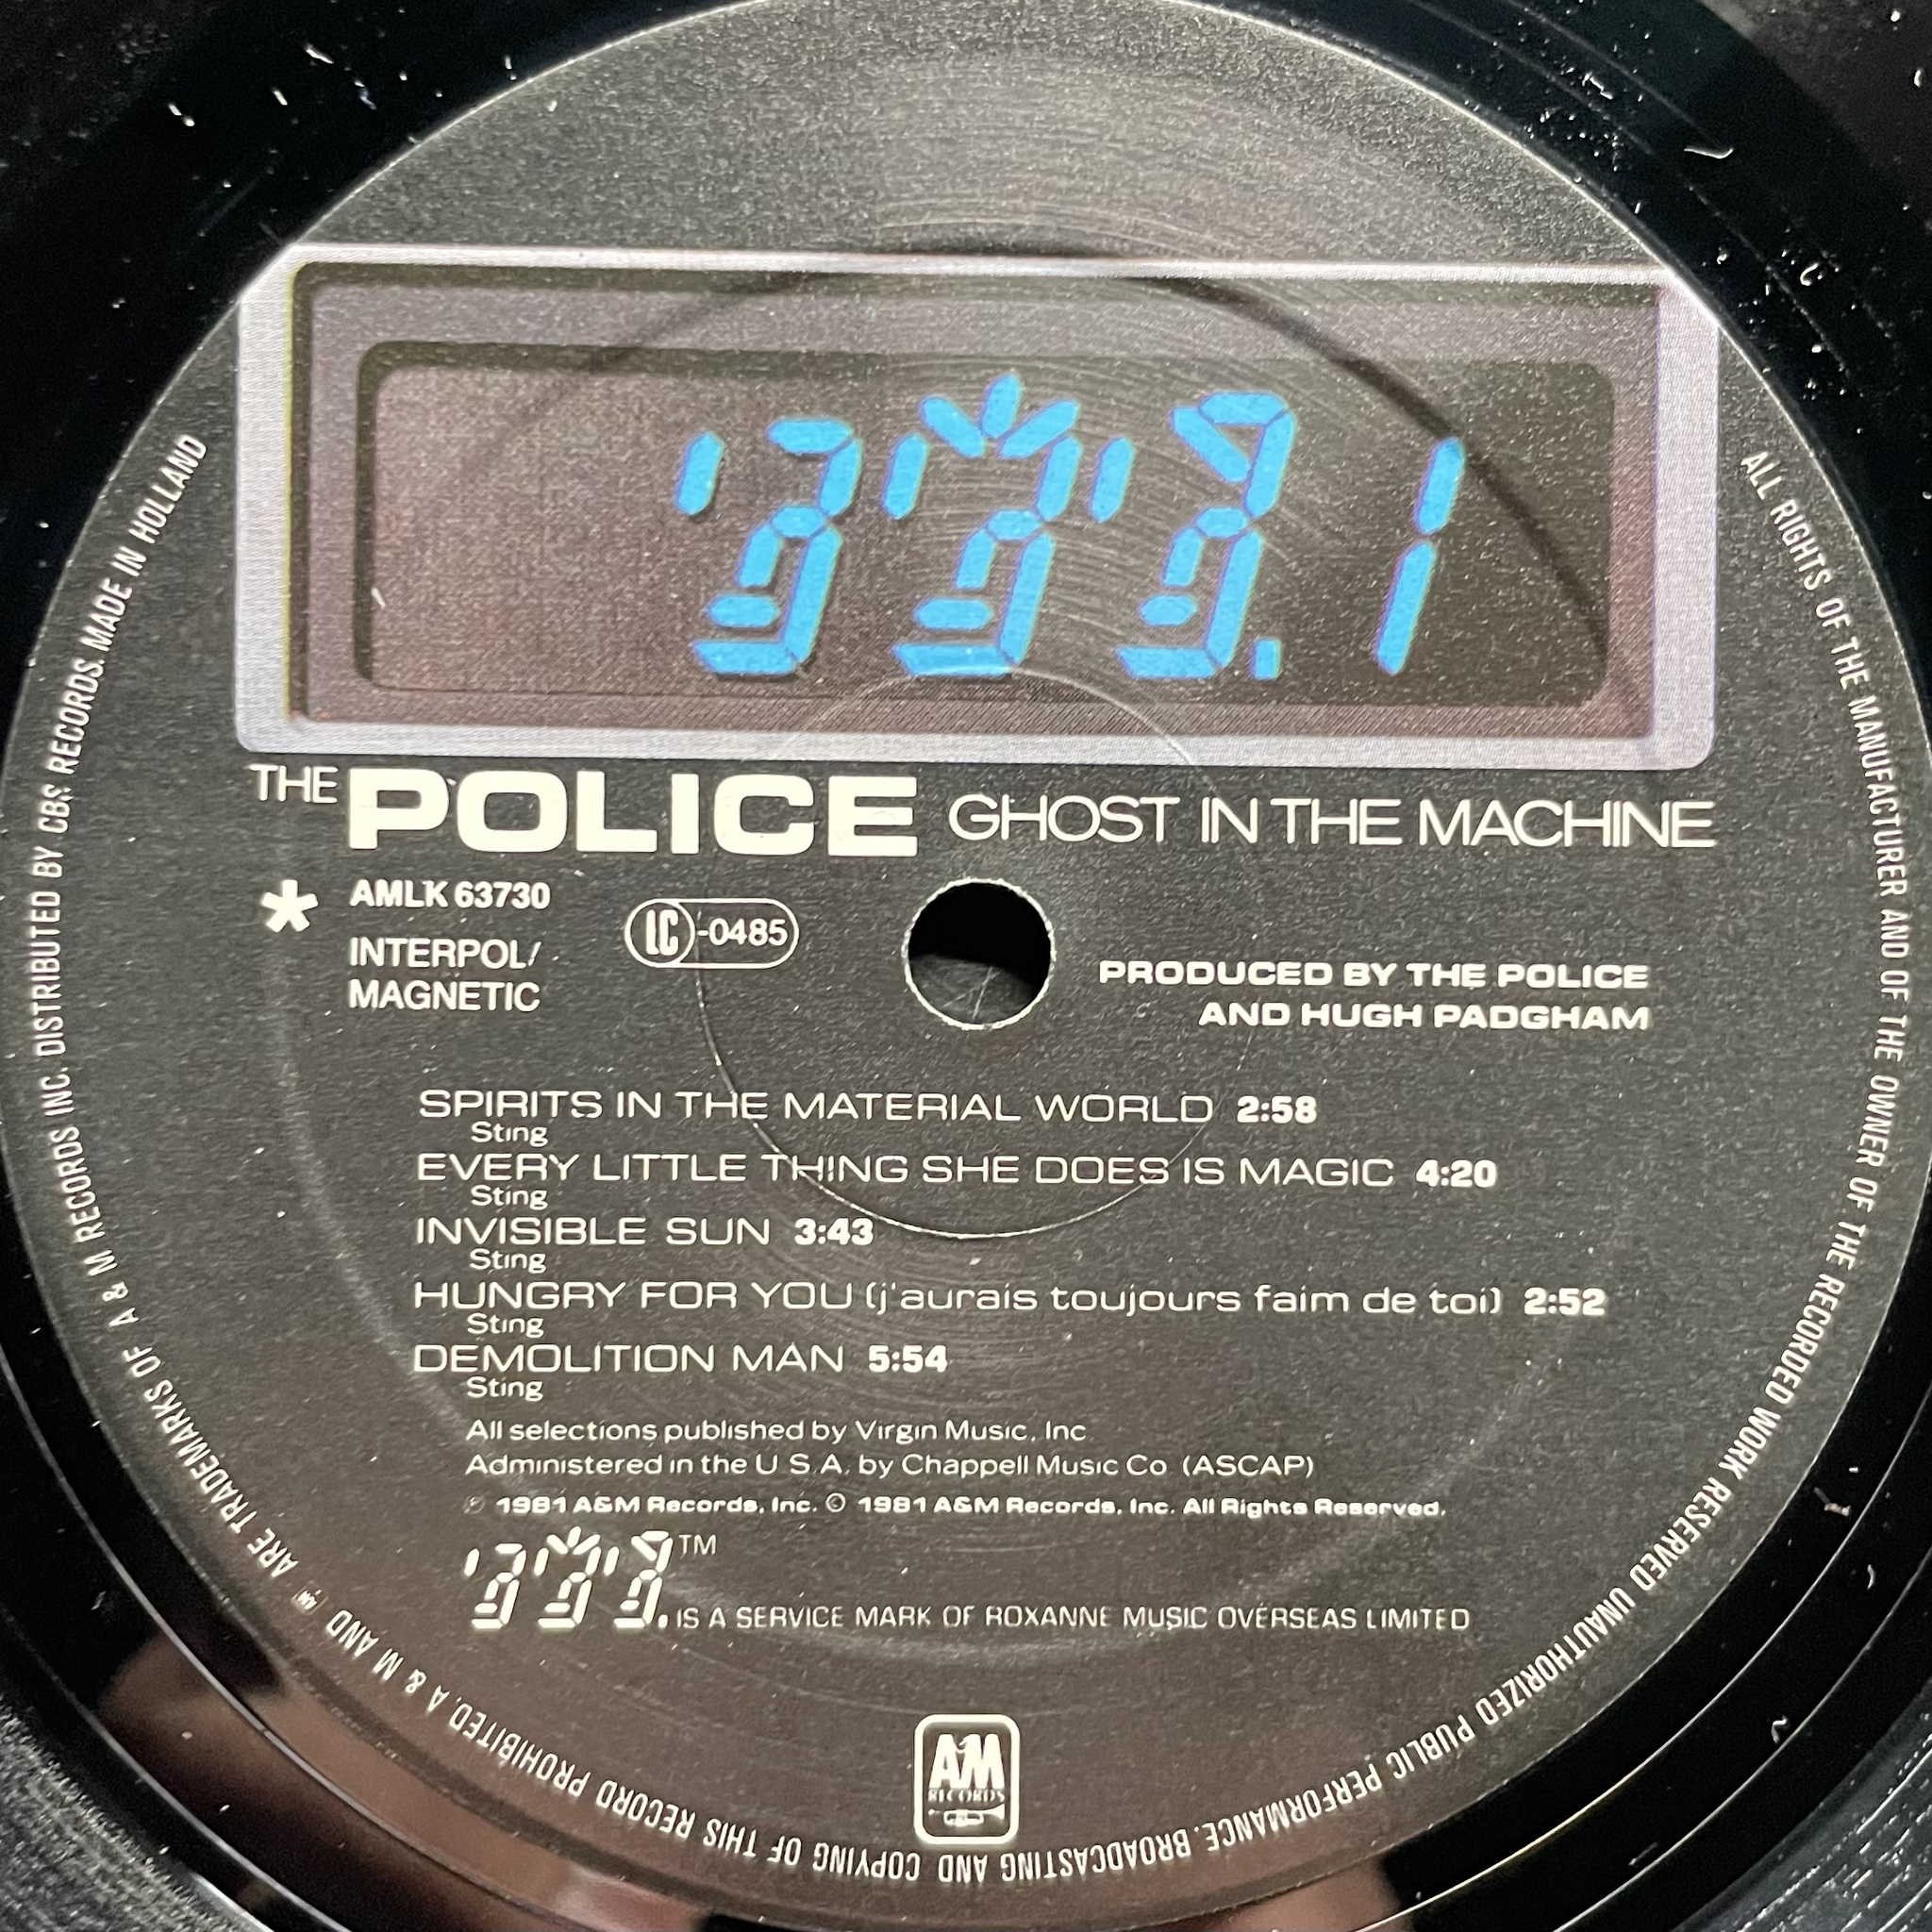 THE POLICE GHOST IN THE MACHINE
* AMLK 63730
INTERPOL/
MAGNETIC
LC-0485
PRODUCED BY THE POLICE
AND HUGH PADGHAM
SPIRITS IN THE MATERIAL WORLD 2:58
Sting
EVERY LITTLE THING SHE DOES IS MAGIC 4:20
Sting
INVISIBLE SUN 3:43
Sting
HUNGRY FOR YOU (j'aurais toujours faim de toi) 2:52
Sting
DEMOLITION MAN 5:54
Sting
All selections published by Virgin Music, Inc
Administered in the U S.A. by Chappell Music Co (ASCAP)
℗ 1981 A&M Records, Inc. © 1981 A&M Records, Inc. All Rights Reserved.
TM
IS A SERVICE MARK OF ROXANNE MUSIC OVERSEAS LIMITED
AM
RECORDS
ALL RIGHTS OF THE MANUFACTURER AND OF THE OWNER OF THE RECORDED WORK RESERVED UNAUTHORIZED PUBLIC PERFORMANCE, BROADCASTING AND COPYING OF THIS RECORD PROHIBITED. A & M AND ARE TRADEMARKS OF A & M RECORDS INC. DISTRIBUTED BY CBS RECORDS. MADE IN HOLLAND